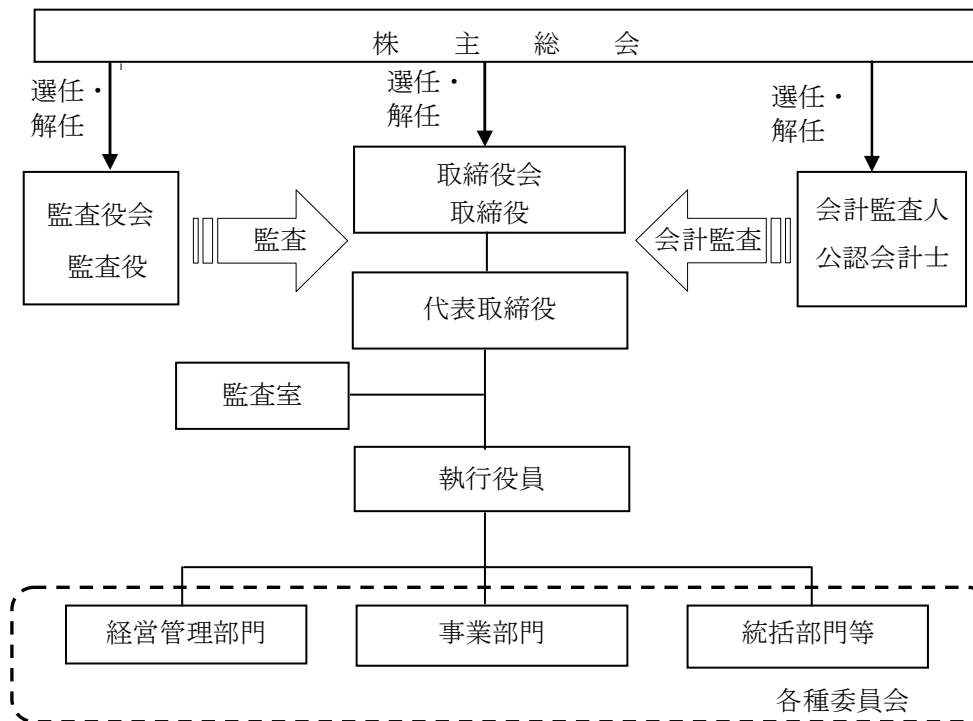 株主総会
選任・
解任
選任・
解任
選任・
解任
監査役会
監査役
監査
取締役会
取締役
会計監査
会計監査人
公認会計士
代表取締役
監査室
執行役員
経営管理部門
事業部門
統括部門等
各種委員会